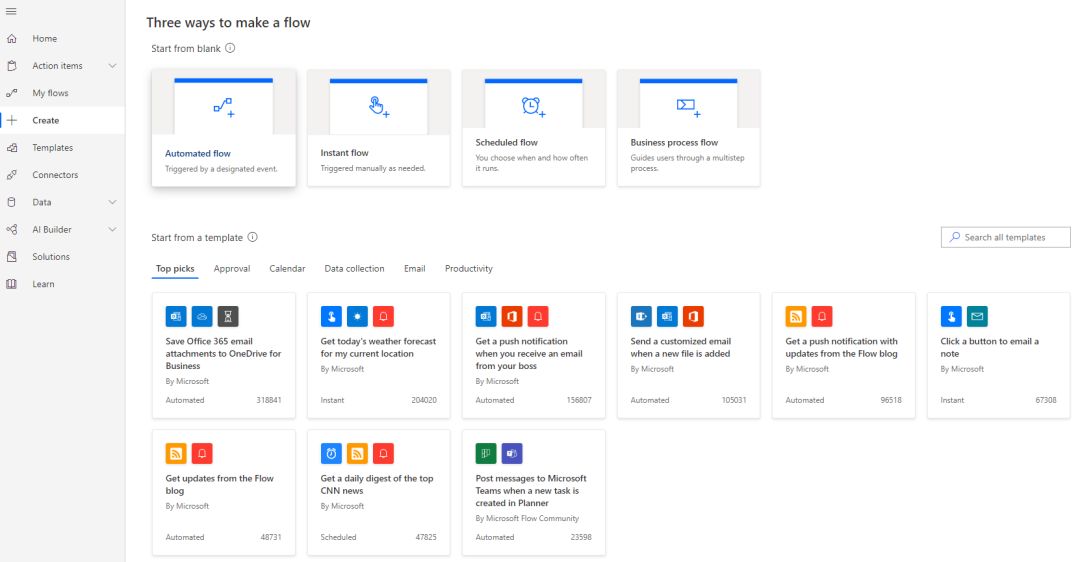 Three ways to make a flow
Start from blank
Home
Action items
My flows
Create
Templates
Connectors
Data
AI Builder
Solutions
Learn
Automated flow
Triggered by a designated event.
Instant flow
Triggered manually as needed.
Scheduled flow
You choose when and how often
it runs.
Business process flow
Guides users through a multistep
process.
Start from a template
Search all templates
Top picks
Approval
Calendar
Data collection
Email
Productivity
Save Office 365 email
attachments to OneDrive for
Business
By Microsoft
Automated
318841
Get today's weather forecast
for my current location
By Microsoft
Instant
204020
Get a push notification
when you receive an email
from your boss
By Microsoft
Automated
156807
Send a customized email
when a new file is added
By Microsoft
Automated
105031
Get a push notification with
updates from the Flow blog
By Microsoft
Automated
96518
Click a button to email a
note
By Microsoft
Instant
67308
Get updates from the Flow
blog
By Microsoft
Automated
48731
Get a daily digest of the top
CNN news
By Microsoft
Scheduled
47825
Post messages to Microsoft
Teams when a new task is
created in Planner
By Microsoft Flow Community
Automated
23598